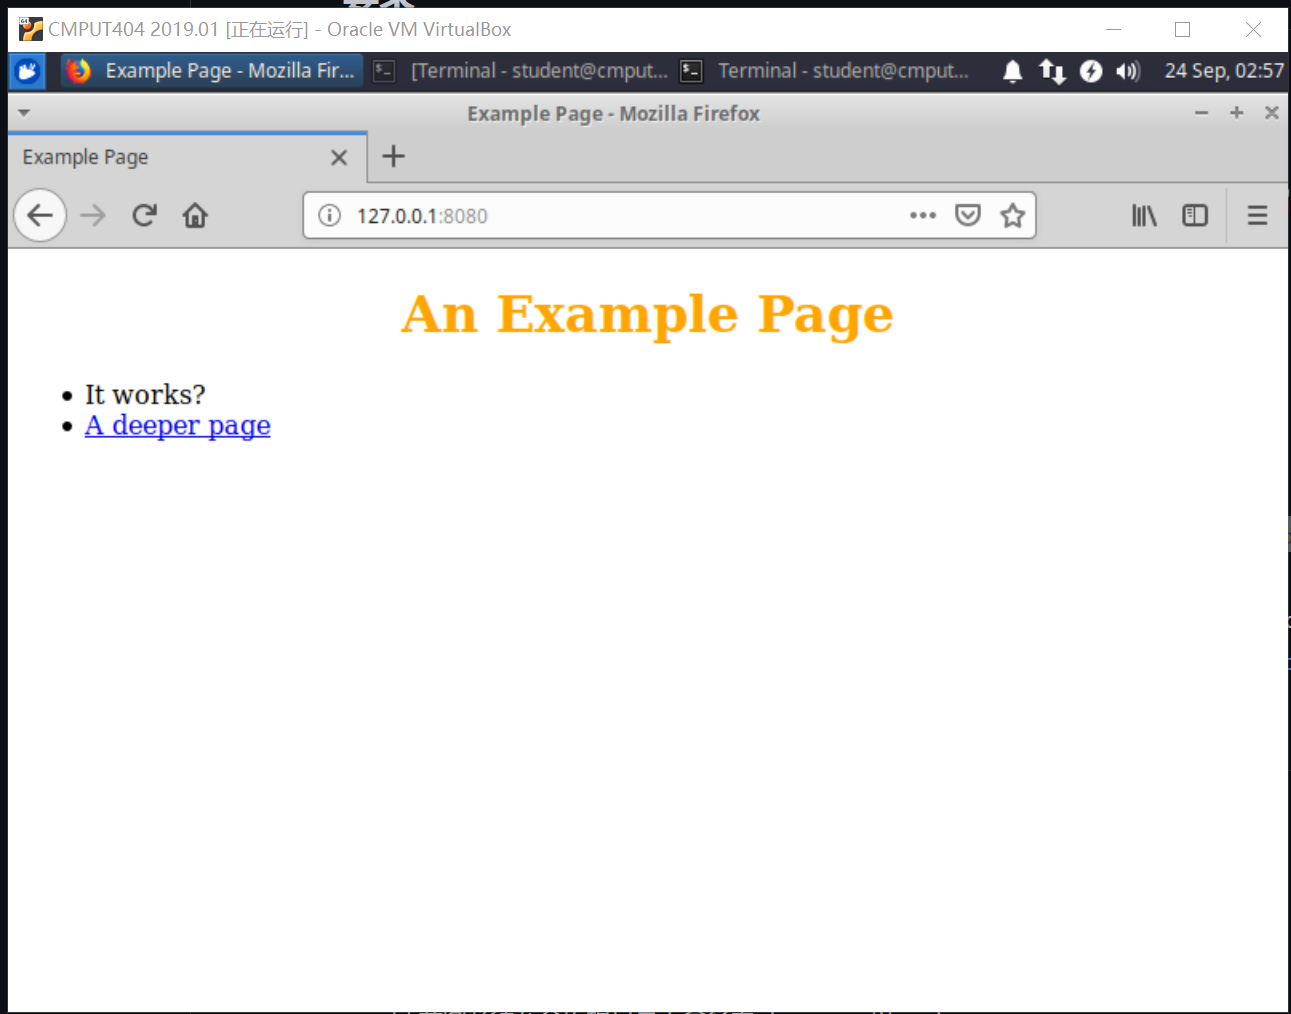 CMPUT404 2019.01 [正在运行] - Oracle VM VirtualBox
Example Page - Mozilla Fir... [Terminal - student@cmput... Terminal - student@cmput... 24 Sep, 02:57
Example Page - Mozilla Firefox
Example Page
127.0.0.1:8080
An Example Page
It works?
A deeper page